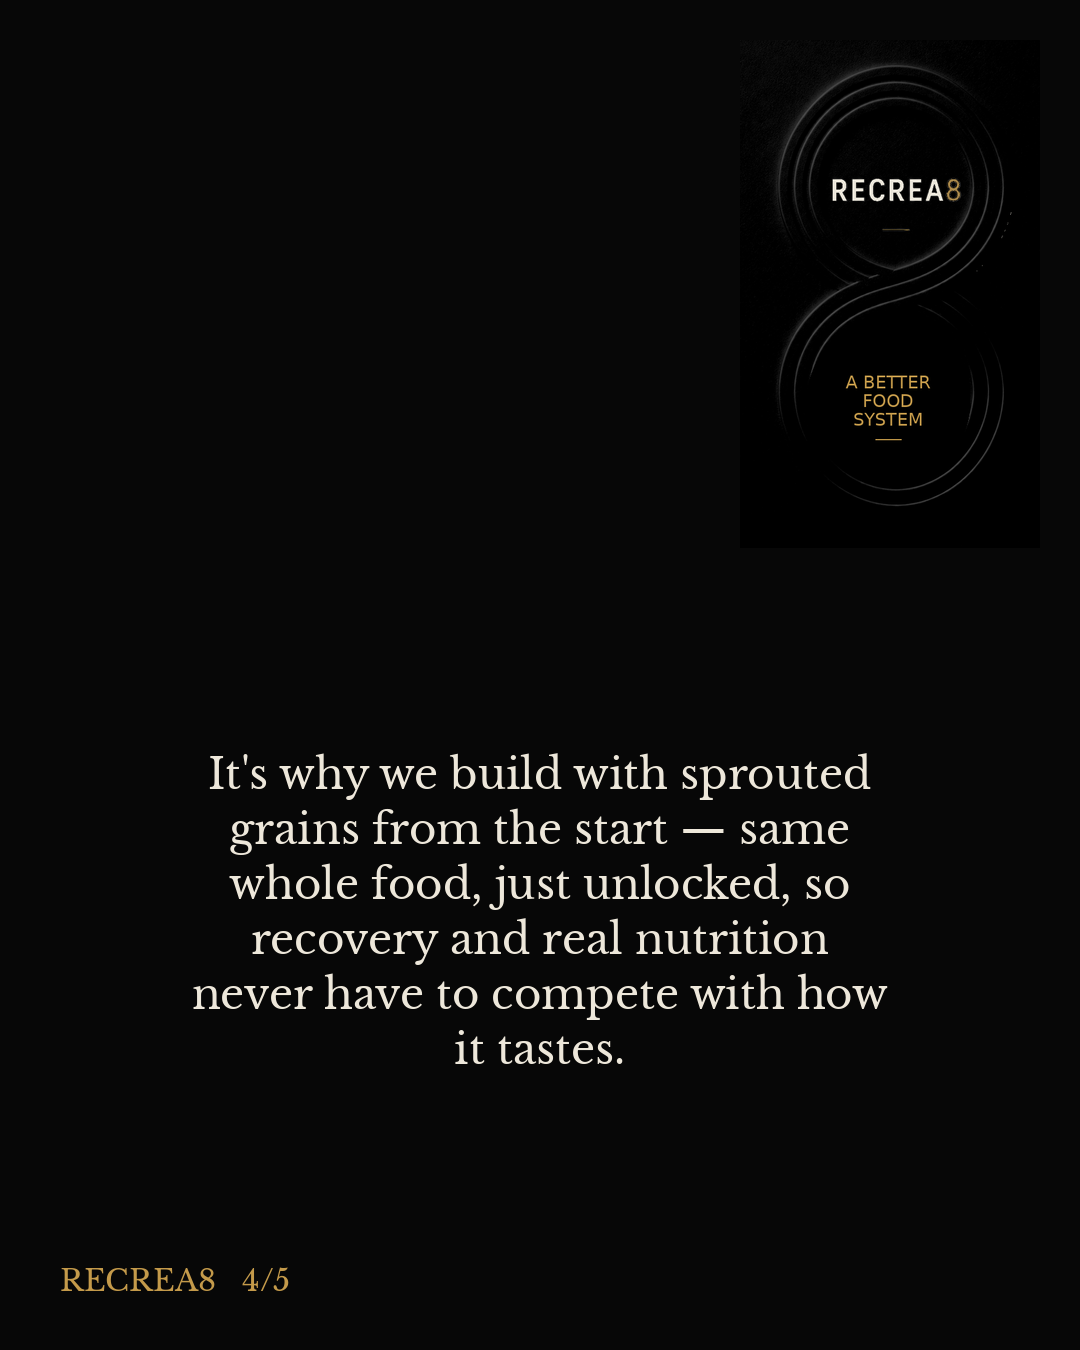 RECREA8
A BETTER
FOOD
SYSTEM
It's why we build with sprouted
grains from the start — same
whole food, just unlocked, so
recovery and real nutrition
never have to compete with how
it tastes.
RECREA8 4/5